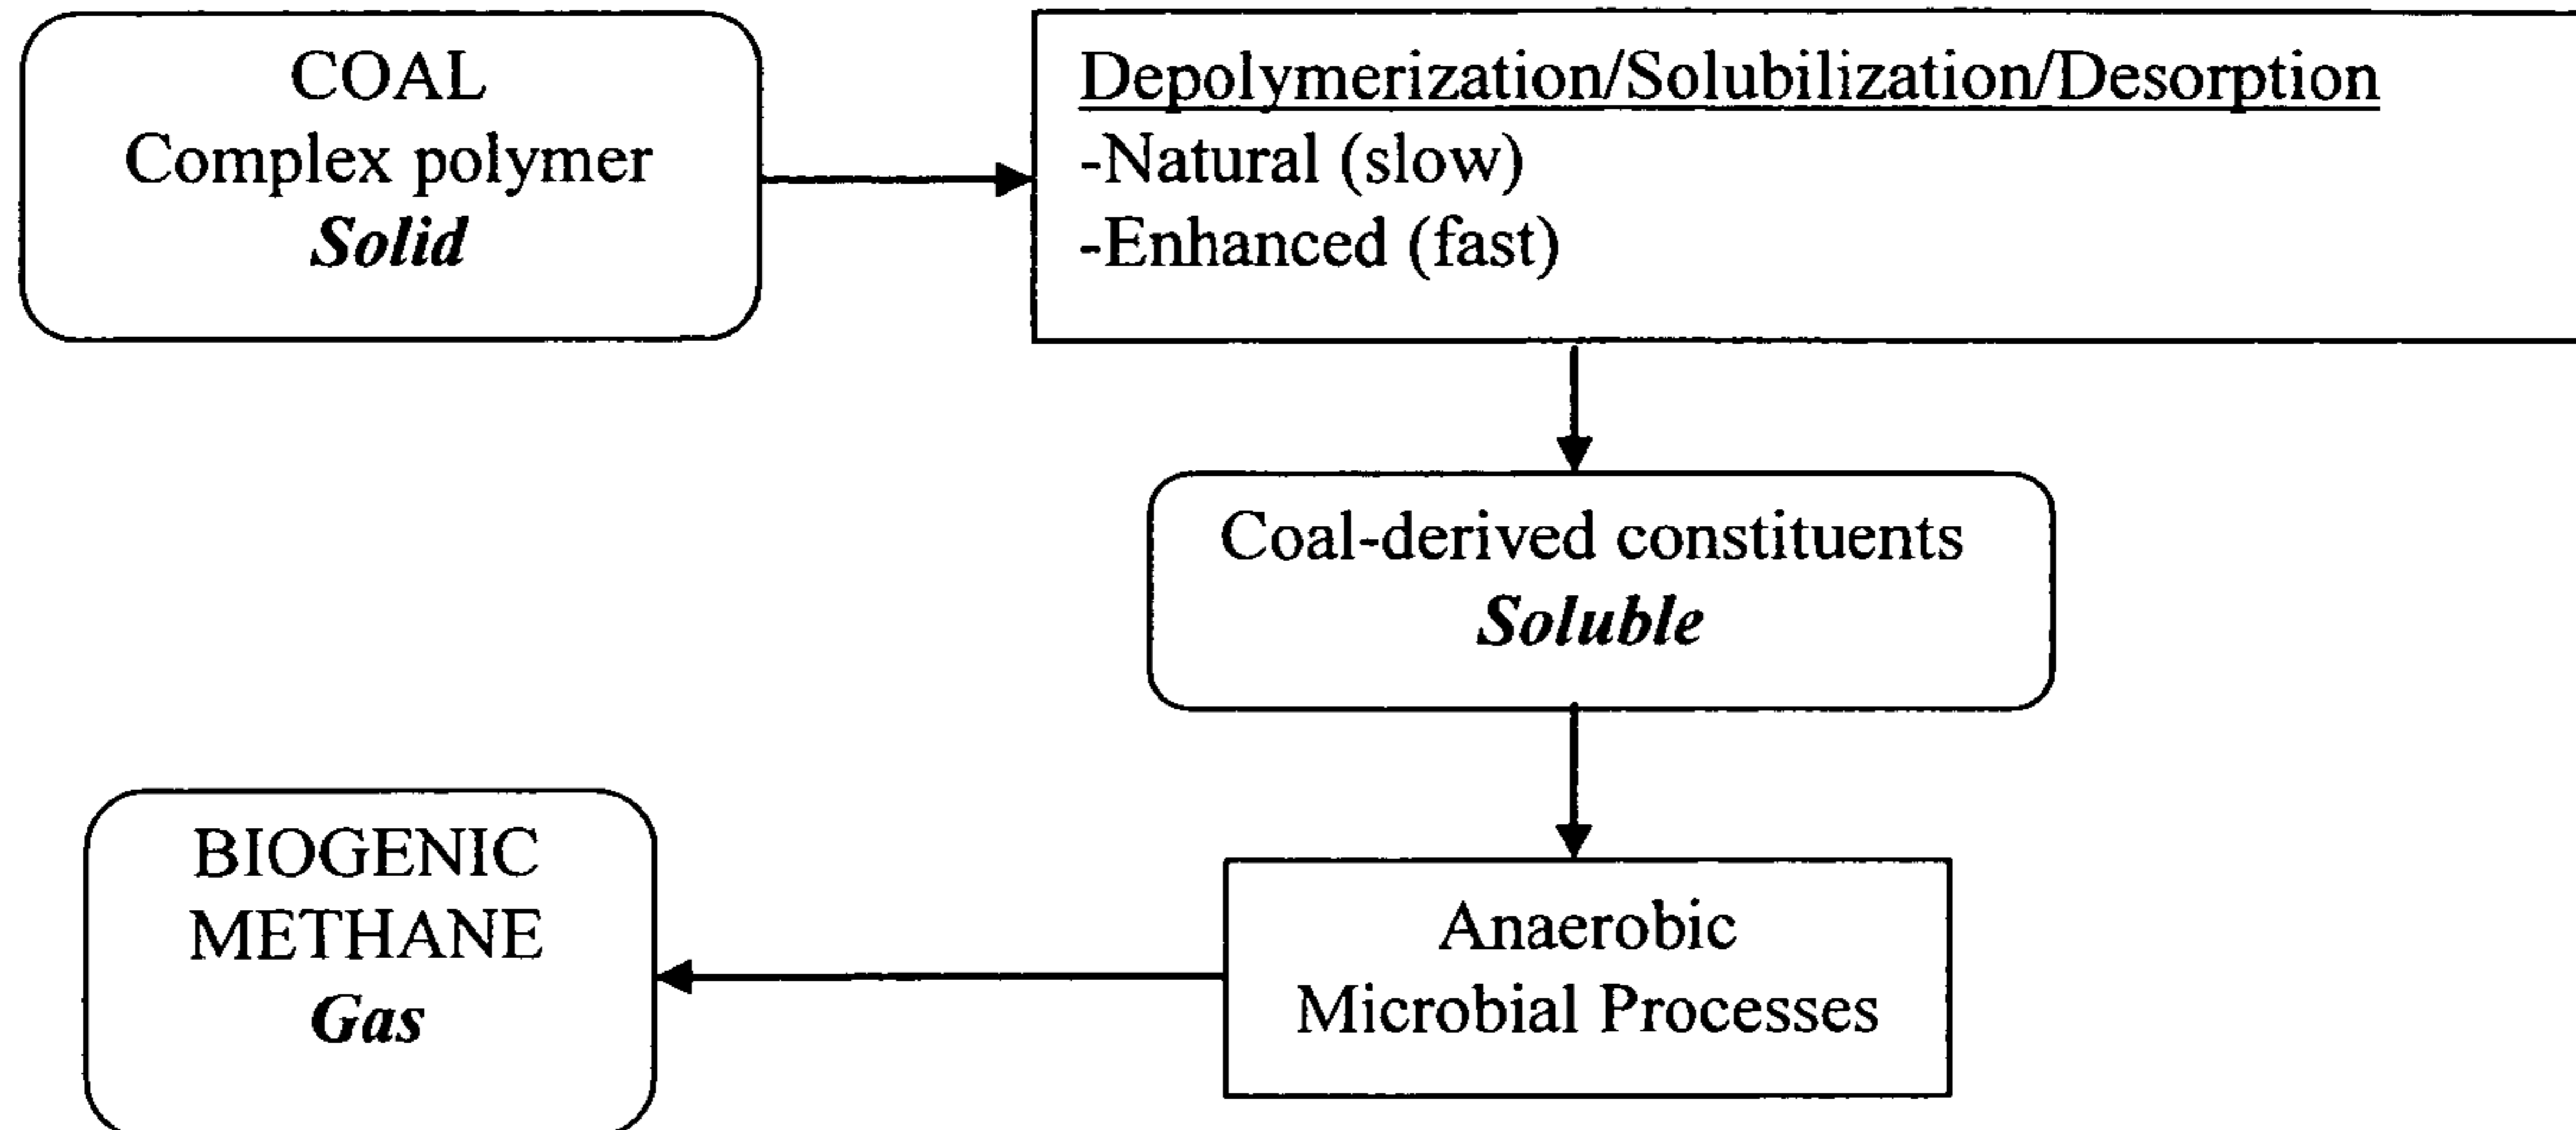 COAL
Complex polymer
Solid
Depolymerization/Solubilization/Desorption
-Natural (slow)
-Enhanced (fast)
Coal-derived constituents
Soluble
Anaerobic
Microbial Processes
BIOGENIC
METHANE
Gas